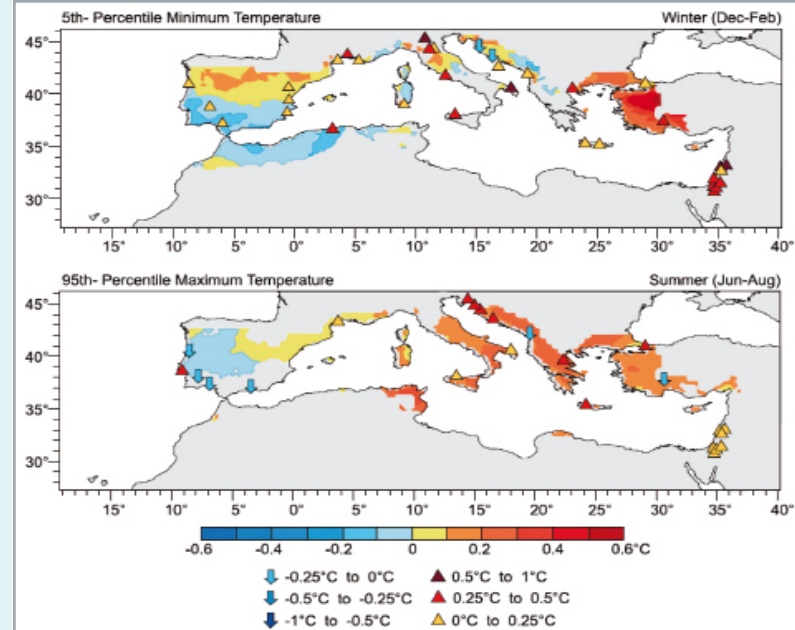 5th- Percentile Minimum Temperature Winter (Dec-Feb)
45°
40°
35°
30°
15° 10° 5° 0° 5° 10° 15° 20° 25° 30° 35° 40°
95th- Percentile Maximum Temperature Summer (Jun-Aug)
45°
40°
35°
30°
15° 10° 5° 0° 5° 10° 15° 20° 25° 30° 35° 40°
-0.6 -0.4 -0.2 0 0.2 0.4 0.6°C
-0.25°C to 0°C 0.5°C to 1°C
-0.5°C to -0.25°C 0.25°C to 0.5°C
-1°C to -0.5°C 0°C to 0.25°C